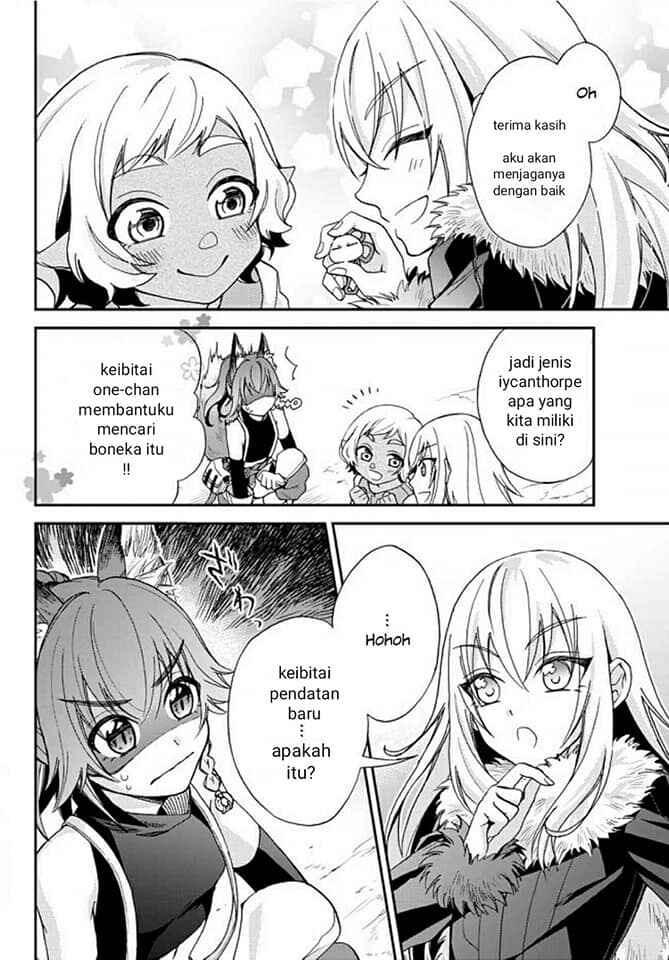 Oh
terima kasih
aku akan
menjaganya
dengan baik
jadi jenis
iycanthorpe
apa yang
kita miliki
di sini?
keibitai
one-chan
membantuku
mencari
boneka itu
!!
...
Hohoh
keibitai
pendatan
baru
...
apakah
itu?